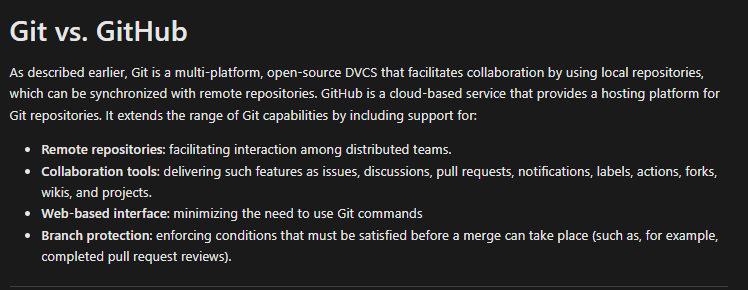 Git vs. GitHub
As described earlier, Git is a multi-platform, open-source DVCS that facilitates collaboration by using local repositories,
which can be synchronized with remote repositories. GitHub is a cloud-based service that provides a hosting platform for
Git repositories. It extends the range of Git capabilities by including support for:
• Remote repositories: facilitating interaction among distributed teams.
• Collaboration tools: delivering such features as issues, discussions, pull requests, notifications, labels, actions, forks,
wikis, and projects.
• Web-based interface: minimizing the need to use Git commands
• Branch protection: enforcing conditions that must be satisfied before a merge can take place (such as, for example,
completed pull request reviews).